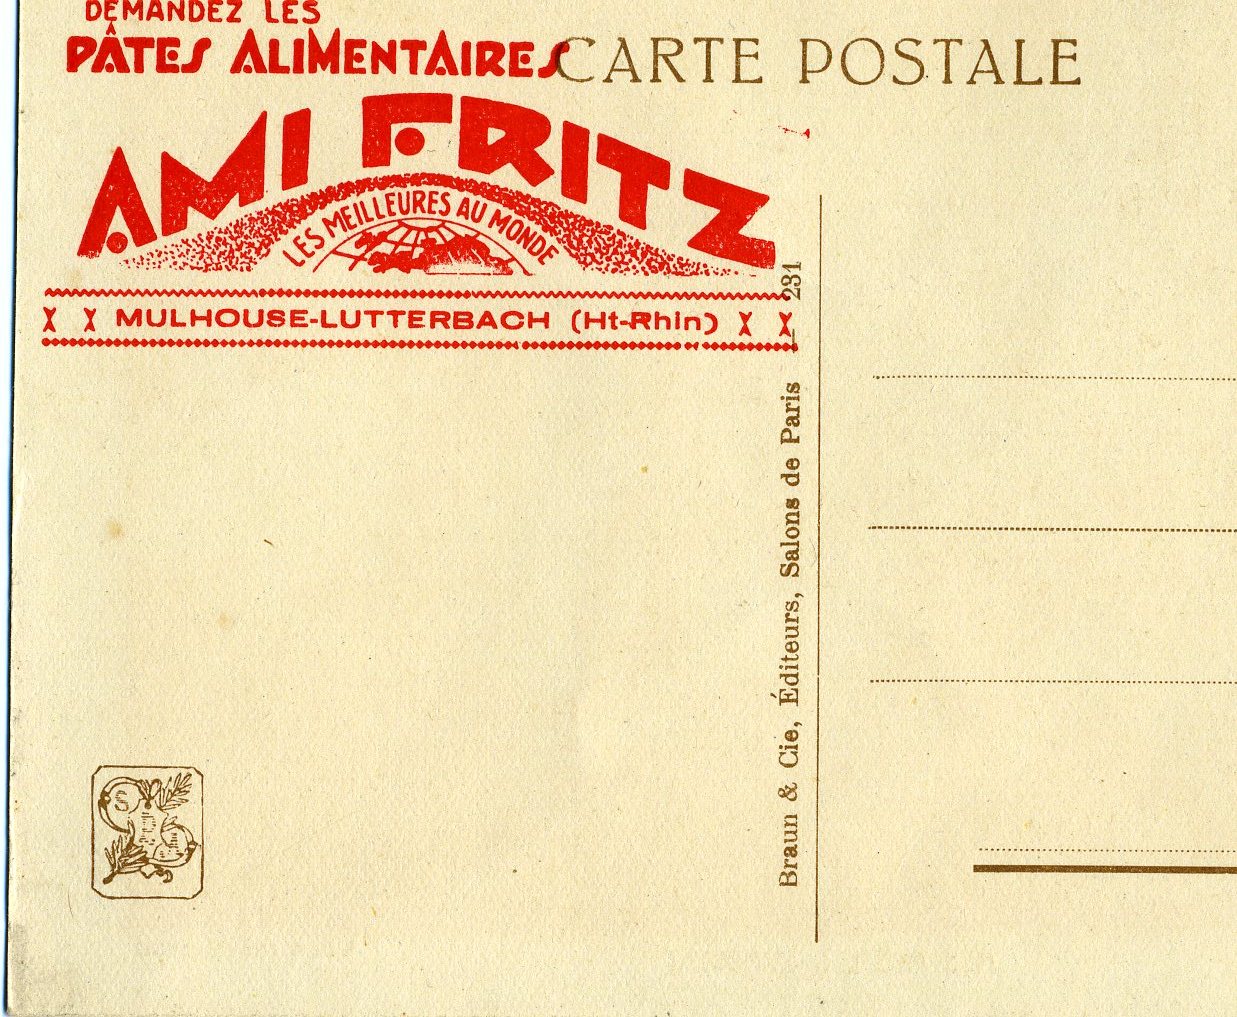 DEMANDEZ LES
PÂTES ALIMENTAIRES
CARTE POSTALE
AMI FRITZ
LES MEILLEURES AU MONDE
MULHOUSE-LUTTERBACH (Ht-Rhin)
Braun & Cie, Éditeurs, Salons de Paris — 231